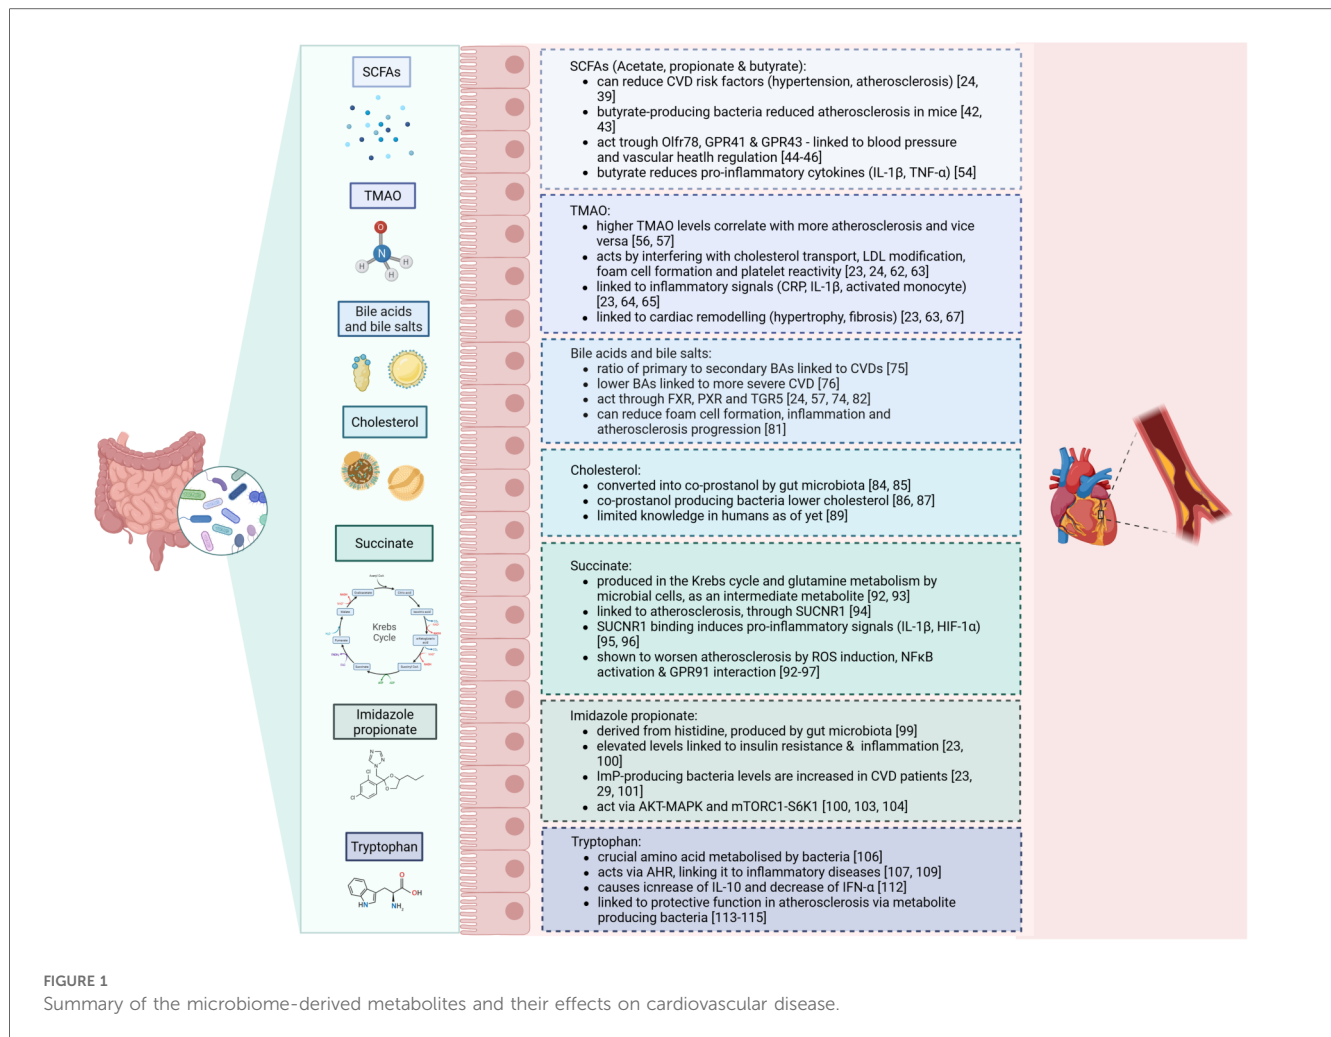 SCFAs
TMAO
O
N
H
H
H
Bile acids
and bile salts
Cholesterol
Succinate
Krebs
Cycle
Imidazole
propionate
N
N
N
Cl
O
O
Cl
Tryptophan
O
OH
HN
NH2
SCFAs (Acetate, propionate & butyrate):
• can reduce CVD risk factors (hypertension, atherosclerosis) [24,
39]
• butyrate-producing bacteria reduced atherosclerosis in mice [42,
43]
• act trough Olfr78, GPR41 & GPR43 - linked to blood pressure
and vascular heatlh regulation [44-46]
• butyrate reduces pro-inflammatory cytokines (IL-1β, TNF-α) [54]
TMAO:
• higher TMAO levels correlate with more atherosclerosis and vice
versa [56, 57]
• acts by interfering with cholesterol transport, LDL modification,
foam cell formation and platelet reactivity [23, 24, 62, 63]
• linked to inflammatory signals (CRP, IL-1β, activated monocyte)
[23, 64, 65]
• linked to cardiac remodelling (hypertrophy, fibrosis) [23, 63, 67]
Bile acids and bile salts:
• ratio of primary to secondary BAs linked to CVDs [75]
• lower BAs linked to more severe CVD [76]
• act through FXR, PXR and TGR5 [24, 57, 74, 82]
• can reduce foam cell formation, inflammation and
atherosclerosis progression [81]
Cholesterol:
• converted into co-prostanol by gut microbiota [84, 85]
• co-prostanol producing bacteria lower cholesterol [86, 87]
• limited knowledge in humans as of yet [89]
Succinate:
• produced in the Krebs cycle and glutamine metabolism by
microbial cells, as an intermediate metabolite [92, 93]
• linked to atherosclerosis, through SUCNR1 [94]
• SUCNR1 binding induces pro-inflammatory signals (IL-1β, HIF-1α)
[95, 96]
• shown to worsen atherosclerosis by ROS induction, NFκB
activation & GPR91 interaction [92-97]
Imidazole propionate:
• derived from histidine, produced by gut microbiota [99]
• elevated levels linked to insulin resistance & inflammation [23,
100]
• ImP-producing bacteria levels are increased in CVD patients [23,
29, 101]
• act via AKT-MAPK and mTORC1-S6K1 [100, 103, 104]
Tryptophan:
• crucial amino acid metabolised by bacteria [106]
• acts via AHR, linking it to inflammatory diseases [107, 109]
• causes icnrease of IL-10 and decrease of IFN-α [112]
• linked to protective function in atherosclerosis via metabolite
producing bacteria [113-115]
FIGURE 1
Summary of the microbiome-derived metabolites and their effects on cardiovascular disease.